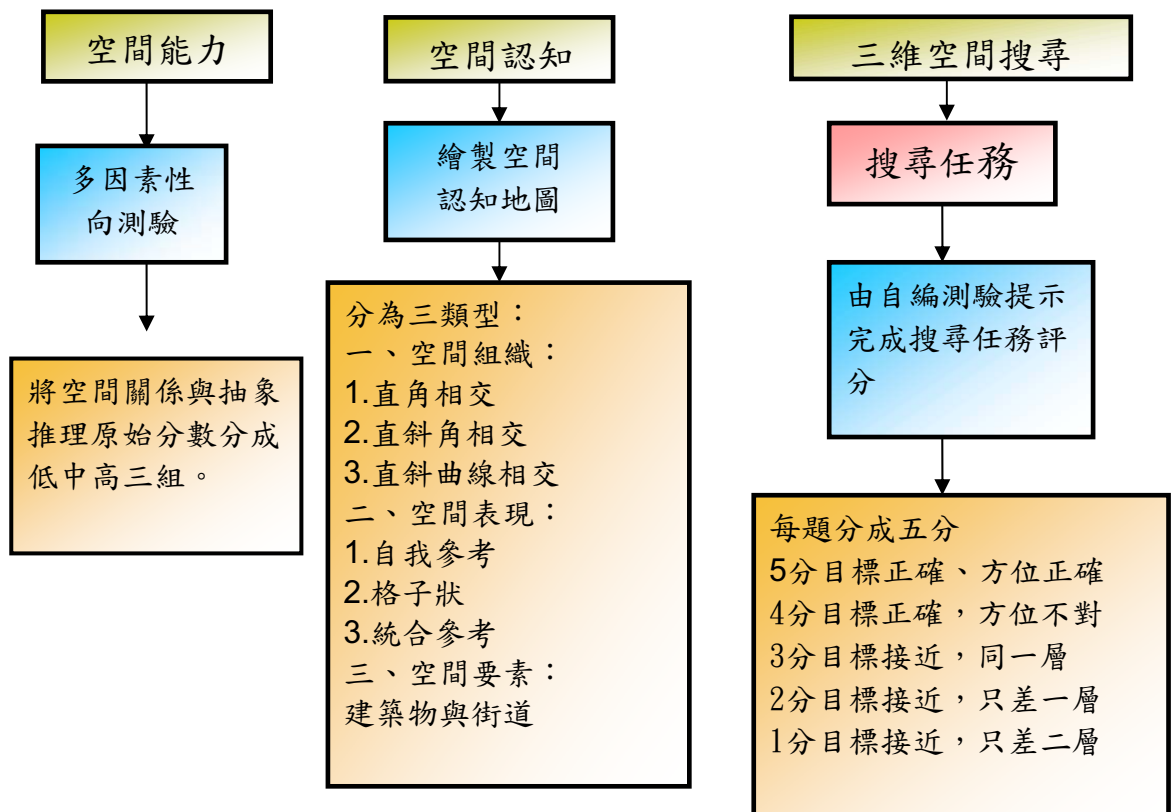 空間能力
多因素性
向測驗
將空間關係與抽象
推理原始分數分成
低中高三組。
空間認知
繪製空間
認知地圖
分為三類型：
一、空間組織：
1.直角相交
2.直斜角相交
3.直斜曲線相交
二、空間表現：
1.自我參考
2.格子狀
3.統合參考
三、空間要素：
建築物與街道
三維空間搜尋
搜尋任務
由自編測驗提示
完成搜尋任務評
分
每題分成五分
5分目標正確、方位正確
4分目標正確，方位不對
3分目標接近，同一層
2分目標接近，只差一層
1分目標接近，只差二層